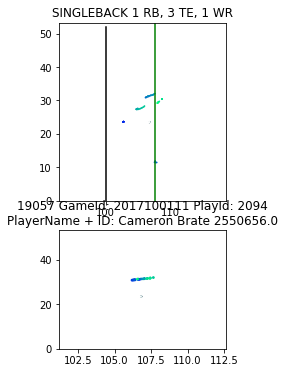 SINGLEBACK 1 RB, 3 TE, 1 WR
50
40
30
20
10
0
100 110
19057 GameId: 2017100111 PlayId: 2094
PlayerName + ID: Cameron Brate 2550656.0
40
20
0
102.5 105.0 107.5 110.0 112.5